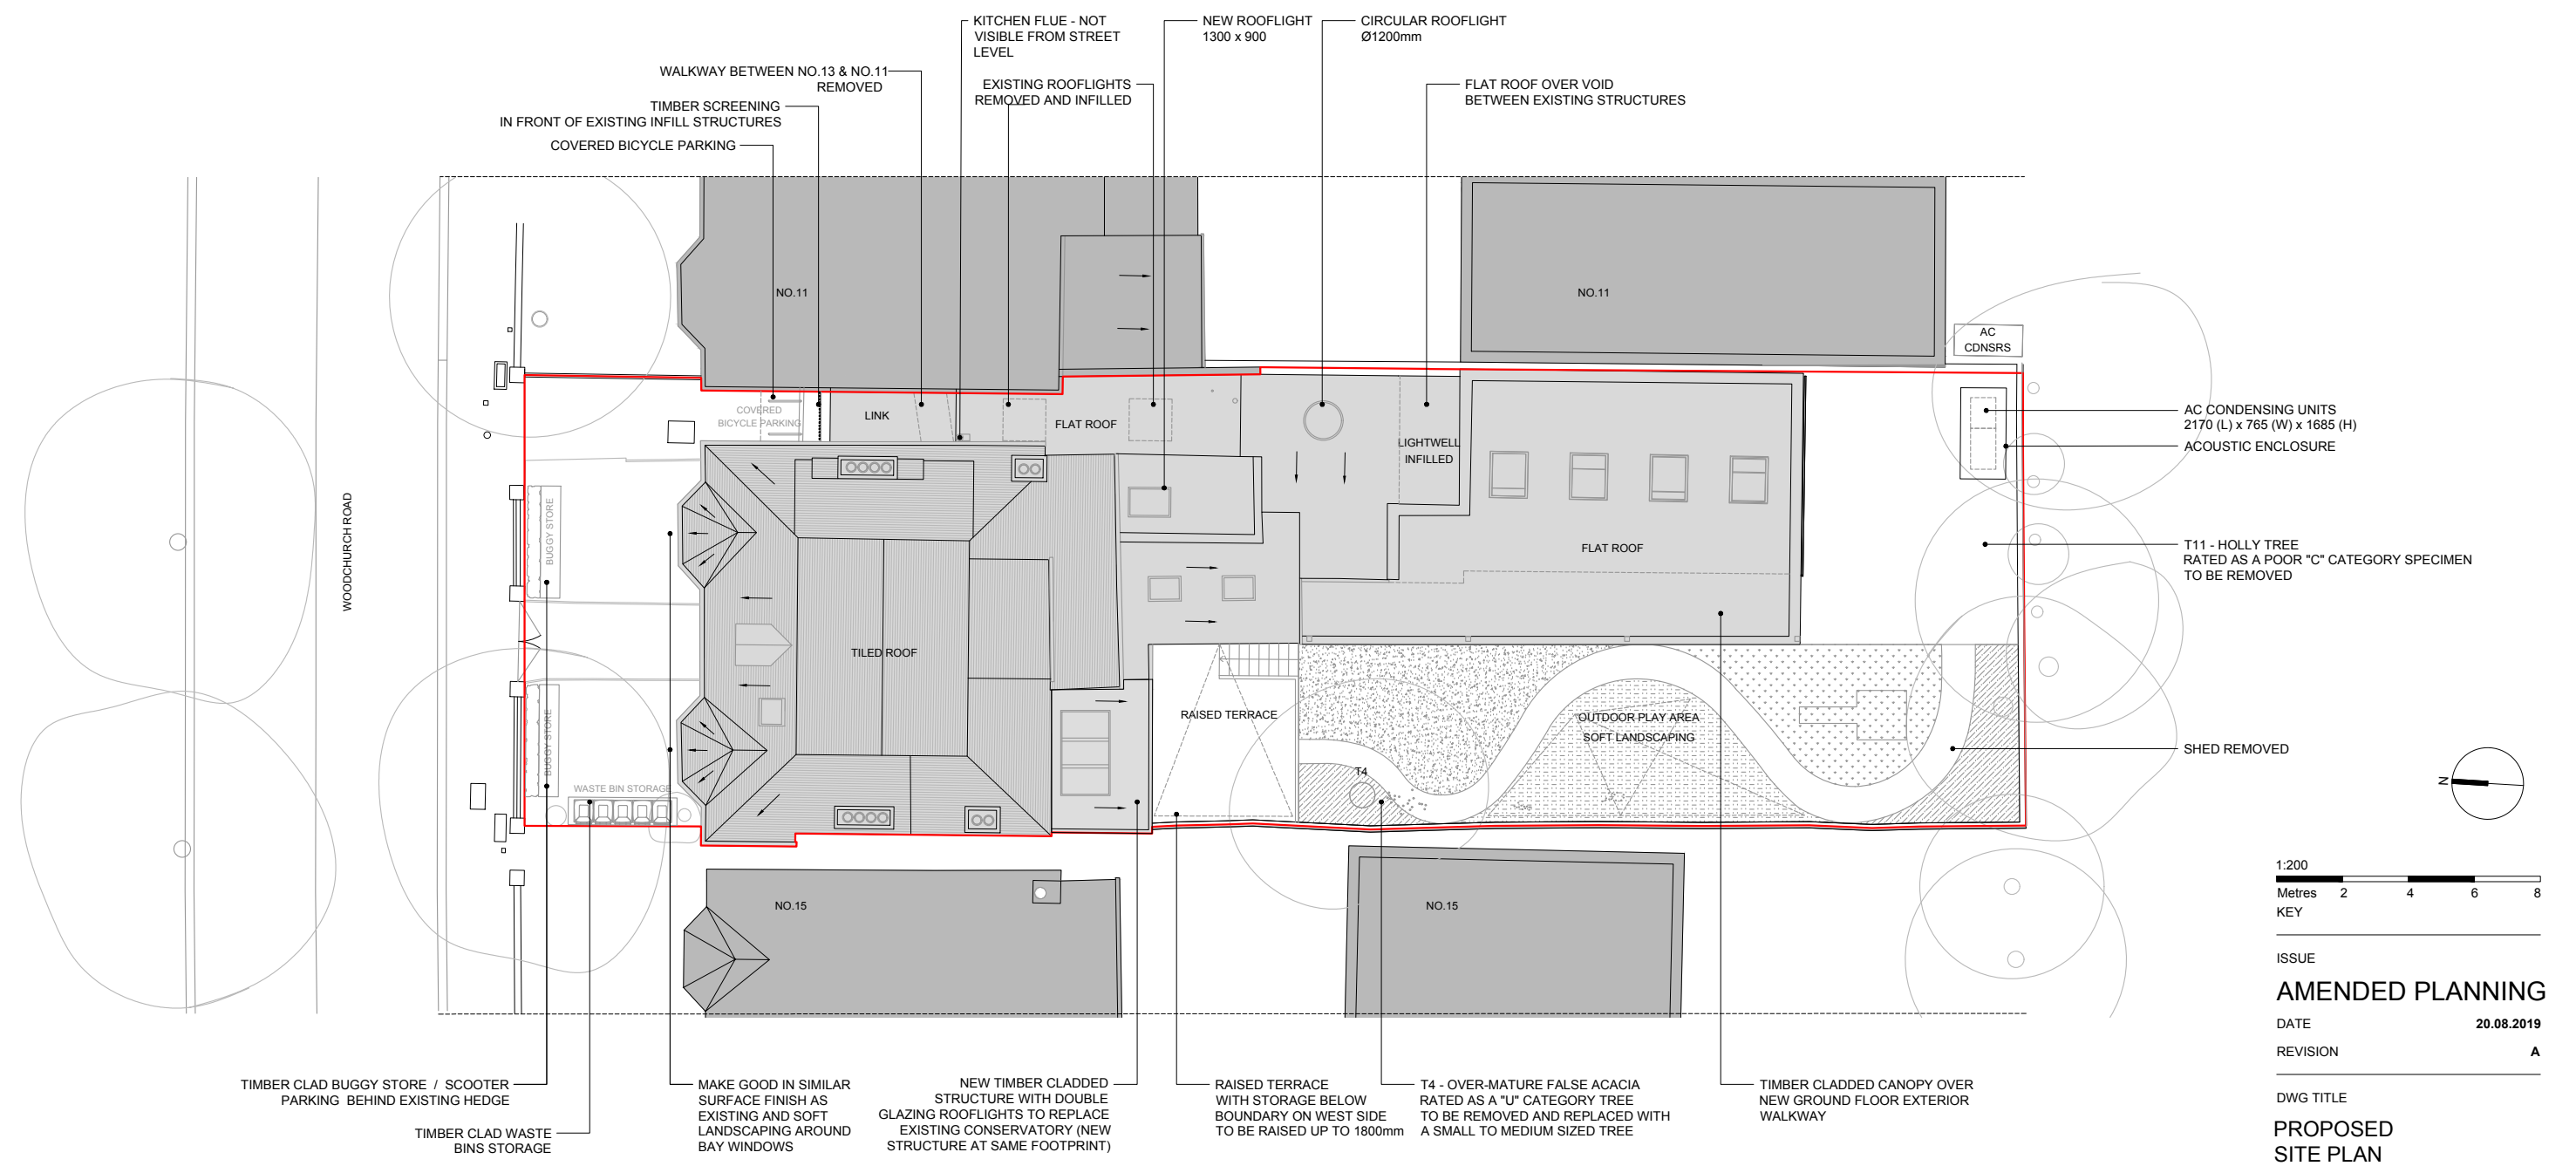 KITCHEN FLUE - NOT
VISIBLE FROM STREET
LEVEL
NEW ROOFLIGHT
1300 x 900
CIRCULAR ROOFLIGHT
Ø1200mm
WALKWAY BETWEEN NO.13 & NO.11
REMOVED
EXISTING ROOFLIGHTS
REMOVED AND INFILLED
FLAT ROOF OVER VOID
BETWEEN EXISTING STRUCTURES
TIMBER SCREENING
IN FRONT OF EXISTING INFILL STRUCTURES
COVERED BICYCLE PARKING
NO.11
NO.11
AC
CDNSRS
COVERED
BICYCLE PARKING
LINK
FLAT ROOF
LIGHTWELL
INFILLED
AC CONDENSING UNITS
2170 (L) x 765 (W) x 1685 (H)
ACOUSTIC ENCLOSURE
WOODCHURCH ROAD
BUGGY STORE
FLAT ROOF
T11 - HOLLY TREE
RATED AS A POOR "C" CATEGORY SPECIMEN
TO BE REMOVED
TILED ROOF
BUGGY STORE
RAISED TERRACE
OUTDOOR PLAY AREA
SOFT LANDSCAPING
SHED REMOVED
T4
WASTE BIN STORAGE
N
NO.15
NO.15
1:200
Metres 2 4 6 8
KEY
ISSUE
AMENDED PLANNING
DATE 20.08.2019
REVISION A
DWG TITLE
PROPOSED
SITE PLAN
TIMBER CLAD BUGGY STORE / SCOOTER
PARKING BEHIND EXISTING HEDGE
TIMBER CLAD WASTE
BINS STORAGE
MAKE GOOD IN SIMILAR
SURFACE FINISH AS
EXISTING AND SOFT
LANDSCAPING AROUND
BAY WINDOWS
NEW TIMBER CLADDED
STRUCTURE WITH DOUBLE
GLAZING ROOFLIGHTS TO REPLACE
EXISTING CONSERVATORY (NEW
STRUCTURE AT SAME FOOTPRINT)
RAISED TERRACE
WITH STORAGE BELOW
BOUNDARY ON WEST SIDE
TO BE RAISED UP TO 1800mm
T4 - OVER-MATURE FALSE ACACIA
RATED AS A "U" CATEGORY TREE
TO BE REMOVED AND REPLACED WITH
A SMALL TO MEDIUM SIZED TREE
TIMBER CLADDED CANOPY OVER
NEW GROUND FLOOR EXTERIOR
WALKWAY